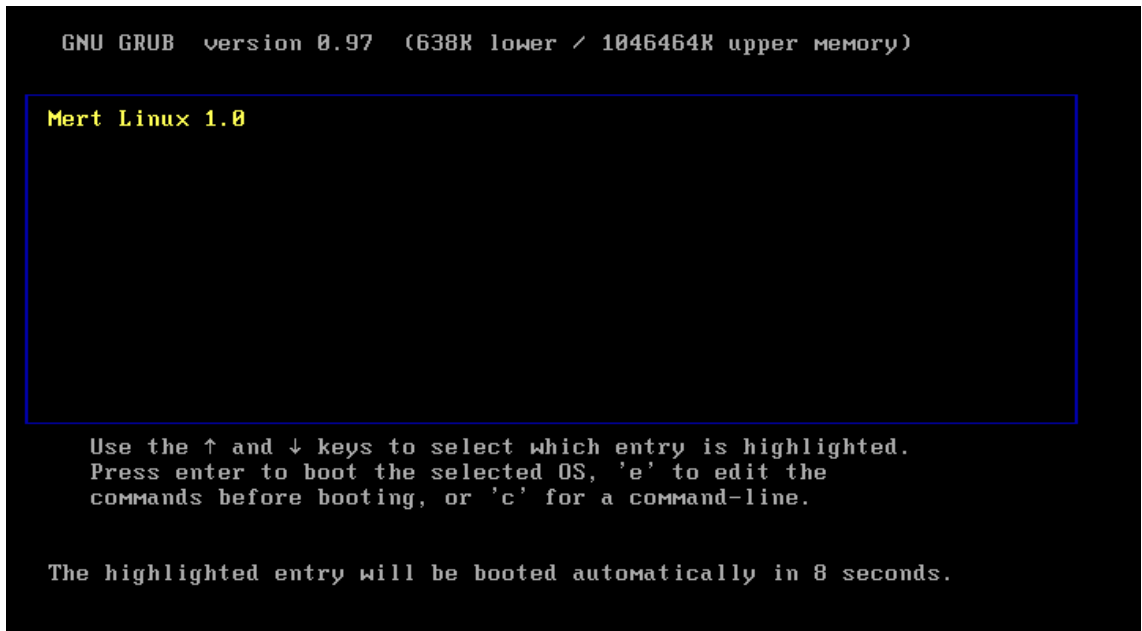 GNU GRUB  version 0.97  (638K lower / 1046464K upper memory)
Mert Linux 1.0
Use the ↑ and ↓ keys to select which entry is highlighted.
Press enter to boot the selected OS, 'e' to edit the
commands before booting, or 'c' for a command-line.
The highlighted entry will be booted automatically in 8 seconds.